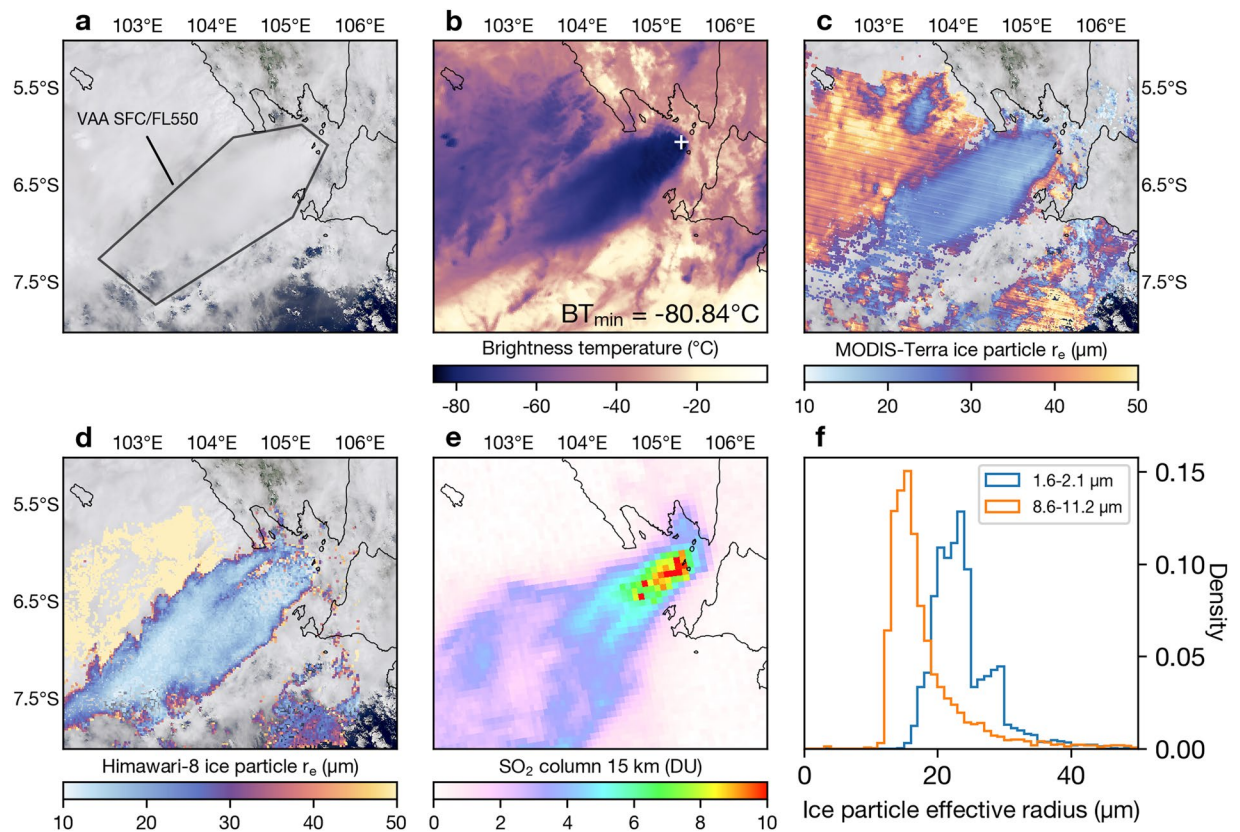 a
103°E 104°E 105°E 106°E
VAA SFC/FL550
5.5°S
6.5°S
7.5°S
b
103°E 104°E 105°E 106°E
BTmin = -80.84°C
Brightness temperature (°C)
-80 -60 -40 -20
c
103°E 104°E 105°E 106°E
5.5°S
6.5°S
7.5°S
MODIS-Terra ice particle re (µm)
10 20 30 40 50
d
103°E 104°E 105°E 106°E
5.5°S
6.5°S
7.5°S
Himawari-8 ice particle re (µm)
10 20 30 40 50
e
103°E 104°E 105°E 106°E
SO2 column 15 km (DU)
0 2 4 6 8 10
f
1.6-2.1 µm
8.6-11.2 µm
0.15
0.10
0.05
0.00
Density
0 20 40
Ice particle effective radius (µm)